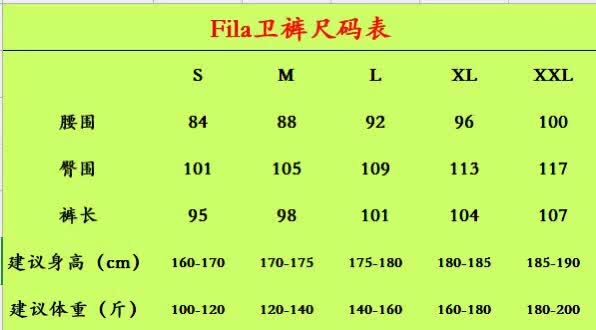 Fila卫裤尺码表
S M L XL XXL
腰围 84 88 92 96 100
臀围 101 105 109 113 117
裤长 95 98 101 104 107
建议身高（cm） 160-170 170-175 175-180 180-185 185-190
建议体重（斤） 100-120 120-140 140-160 160-180 180-200